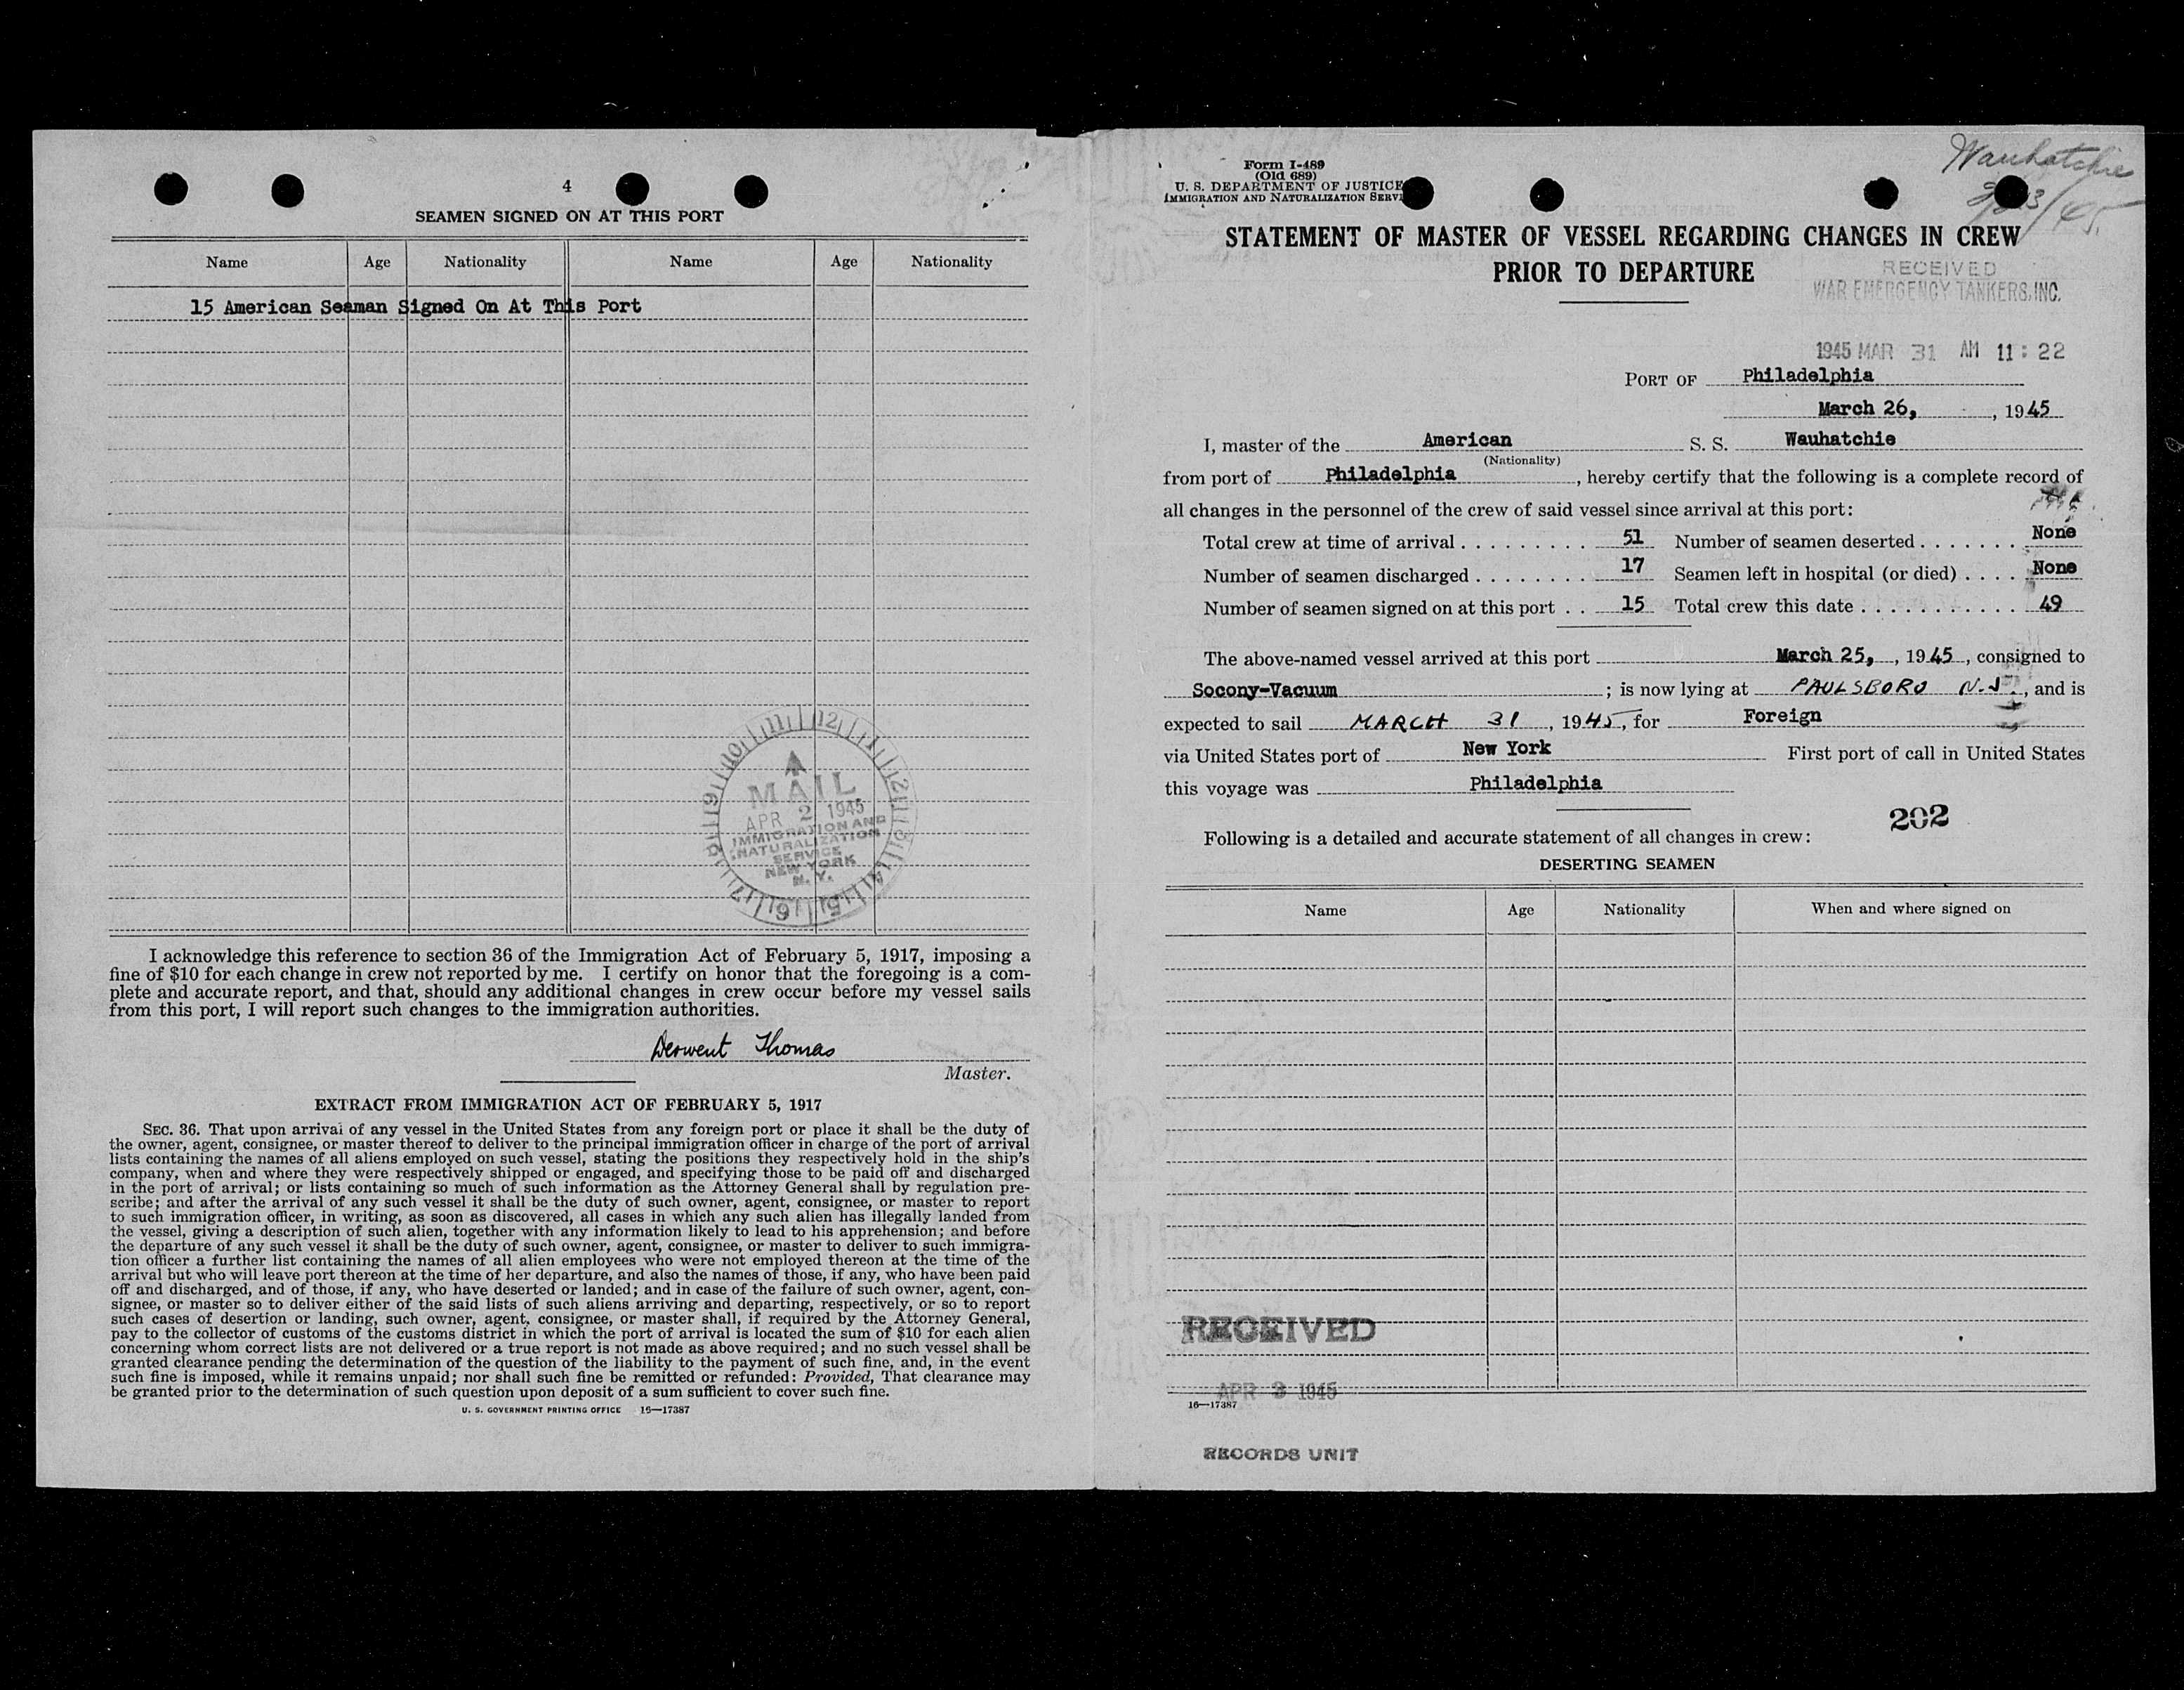 4
SEAMEN SIGNED ON AT THIS PORT
Name Age Nationality Name Age Nationality
15 American Seaman Signed On At This Port
12 1 2 3 4 5 6 7 8 9 10 11
MAIL
APR 2 1945
IMMIGRATION AND
NATURALIZATION
SERVICE
NEW YORK
N. Y.
I acknowledge this reference to section 36 of the Immigration Act of February 5, 1917, imposing a
fine of $10 for each change in crew not reported by me. I certify on honor that the foregoing is a com-
plete and accurate report, and that, should any additional changes in crew occur before my vessel sails
from this port, I will report such changes to the immigration authorities.
Derwent Thomas
Master.
EXTRACT FROM IMMIGRATION ACT OF FEBRUARY 5, 1917
SEC. 36. That upon arrival of any vessel in the United States from any foreign port or place it shall be the duty of
the owner, agent, consignee, or master thereof to deliver to the principal immigration officer in charge of the port of arrival
lists containing the names of all aliens employed on such vessel, stating the positions they respectively hold in the ship's
company, when and where they were respectively shipped or engaged, and specifying those to be paid off and discharged
in the port of arrival; or lists containing so much of such information as the Attorney General shall by regulation pre-
scribe; and after the arrival of any such vessel it shall be the duty of such owner, agent, consignee, or master to report
to such immigration officer, in writing, as soon as discovered, all cases in which any such alien has illegally landed from
the vessel, giving a description of such alien, together with any information likely to lead to his apprehension; and before
the departure of any such vessel it shall be the duty of such owner, agent, consignee, or master to deliver to such immigra-
tion officer a further list containing the names of all alien employees who were not employed thereon at the time of the
arrival but who will leave port thereon at the time of her departure, and also the names of those, if any, who have been paid
off and discharged, and of those, if any, who have deserted or landed; and in case of the failure of such owner, agent, con-
signee, or master so to deliver either of the said lists of such aliens arriving and departing, respectively, or so to report
such cases of desertion or landing, such owner, agent, consignee, or master shall, if required by the Attorney General,
pay to the collector of customs of the customs district in which the port of arrival is located the sum of $10 for each alien
concerning whom correct lists are not delivered or a true report is not made as above required; and no such vessel shall be
granted clearance pending the determination of the question of the liability to the payment of such fine, and, in the event
such fine is imposed, while it remains unpaid; nor shall such fine be remitted or refunded: Provided, That clearance may
be granted prior to the determination of such question upon deposit of a sum sufficient to cover such fine.
U. S. GOVERNMENT PRINTING OFFICE 16—17387
Form I-489
(Old 689)
U. S. DEPARTMENT OF JUSTICE
IMMIGRATION AND NATURALIZATION SERVI
Wauhatchie
STATEMENT OF MASTER OF VESSEL REGARDING CHANGES IN CREW
PRIOR TO DEPARTURE
RECEIVED
WAR EMERGENCY TANKERS, INC.
1945 MAR 31 AM 11:22
PORT OF Philadelphia
March 26, , 1945
I, master of the American S. S. Wauhatchie
(Nationality)
from port of Philadelphia , hereby certify that the following is a complete record of
all changes in the personnel of the crew of said vessel since arrival at this port:
Total crew at time of arrival . . . . . . . . . 51 Number of seamen deserted . . . . . . . None
Number of seamen discharged . . . . . . . . 17 Seamen left in hospital (or died) . . . . None
Number of seamen signed on at this port . . 15 Total crew this date . . . . . . . . . . . . 49
The above-named vessel arrived at this port March 25, , 1945 , consigned to
Socony-Vacuum ; is now lying at PAULSBORO N.J. , and is
expected to sail MARCH 31 , 1945 , for Foreign
via United States port of New York First port of call in United States
this voyage was Philadelphia
202
Following is a detailed and accurate statement of all changes in crew:
DESERTING SEAMEN
Name Age Nationality When and where signed on
RECEIVED
APR 3 1945
16—17387
RECORDS UNIT